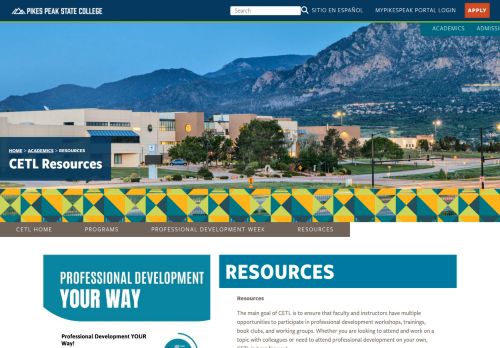 PIKES PEAK STATE COLLEGE
Search
SITIO EN ESPAÑOL
MYPIKESPEAK PORTAL LOGIN
APPLY
ACADEMICS
ADMISSI
HOME > ACADEMICS > RESOURCES
CETL Resources
CETL HOME
PROGRAMS
PROFESSIONAL DEVELOPMENT WEEK
RESOURCES
PROFESSIONAL DEVELOPMENT
YOUR WAY
Professional Development YOUR
Way!
RESOURCES
Resources
The main goal of CETL is to ensure that faculty and instructors have multiple
opportunities to participate in professional development workshops, trainings,
book clubs, and working groups. Whether you are looking to attend and work on a
topic with colleagues or need to attend professional development on your own,